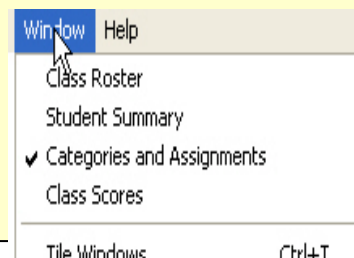 Window Help
Class Roster
Student Summary
✔ Categories and Assignments
Class Scores
Tile Windows Ctrl+T